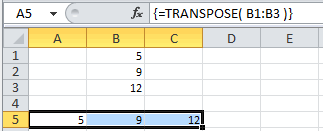 A5 fx {=TRANSPOSE( B1:B3 )}
A B C D E
1 5
2 9
3 12
4
5 5 9 12